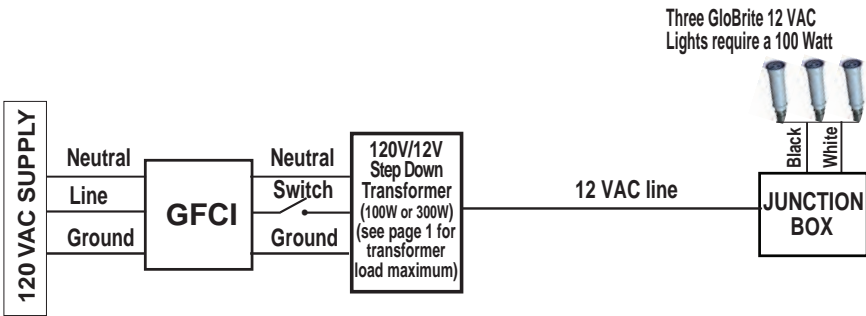 Three GloBrite 12 VAC
Lights require a 100 Watt
120 VAC SUPPLY
Neutral
Line
Ground
GFCI
Neutral
Switch
Ground
120V/12V
Step Down
Transformer
(100W or 300W)
(see page 1 for
transformer
load maximum)
12 VAC line
Black
White
JUNCTION
BOX